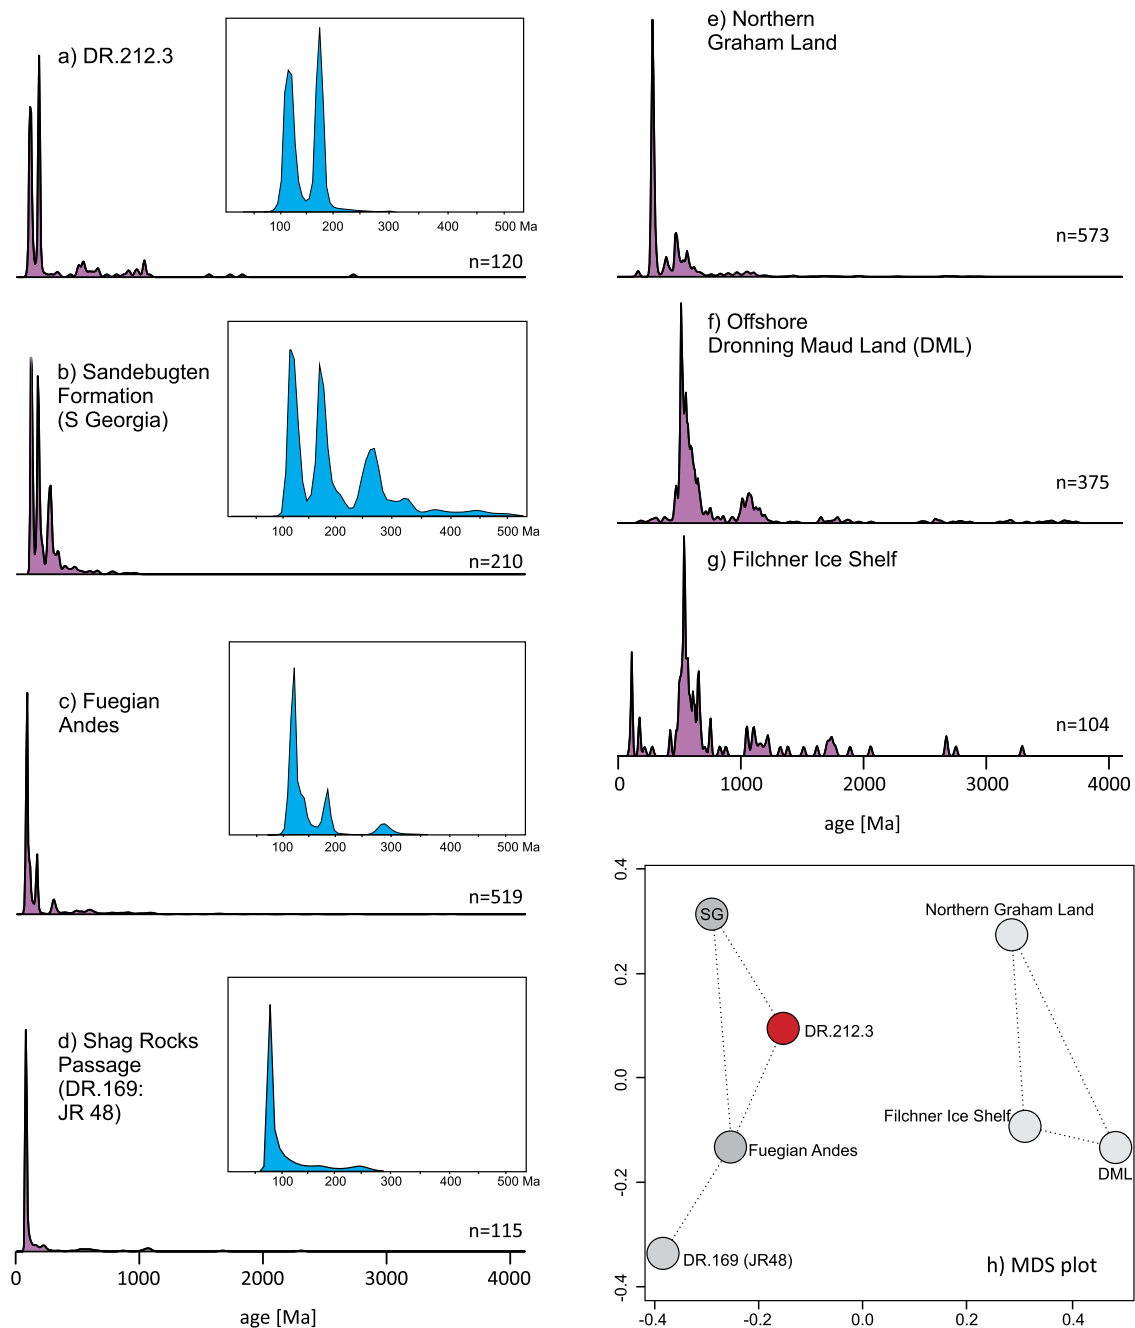 a) DR.212.3
100 200 300 400 500 Ma
n=120
b) Sandebugten
Formation
(S Georgia)
100 200 300 400 500 Ma
n=210
c) Fuegian
Andes
100 200 300 400 500 Ma
n=519
d) Shag Rocks
Passage
(DR.169:
JR 48)
100 200 300 400 500 Ma
n=115
0 1000 2000 3000 4000
age [Ma]
e) Northern
Graham Land
n=573
f) Offshore
Dronning Maud Land (DML)
n=375
g) Filchner Ice Shelf
n=104
0 1000 2000 3000 4000
age [Ma]
0.4
0.2
0.0
-0.2
-0.4
SG
Northern Graham Land
DR.212.3
Filchner Ice Shelf
Fuegian Andes
DML
DR.169 (JR48)
h) MDS plot
-0.4 -0.2 0.0 0.2 0.4